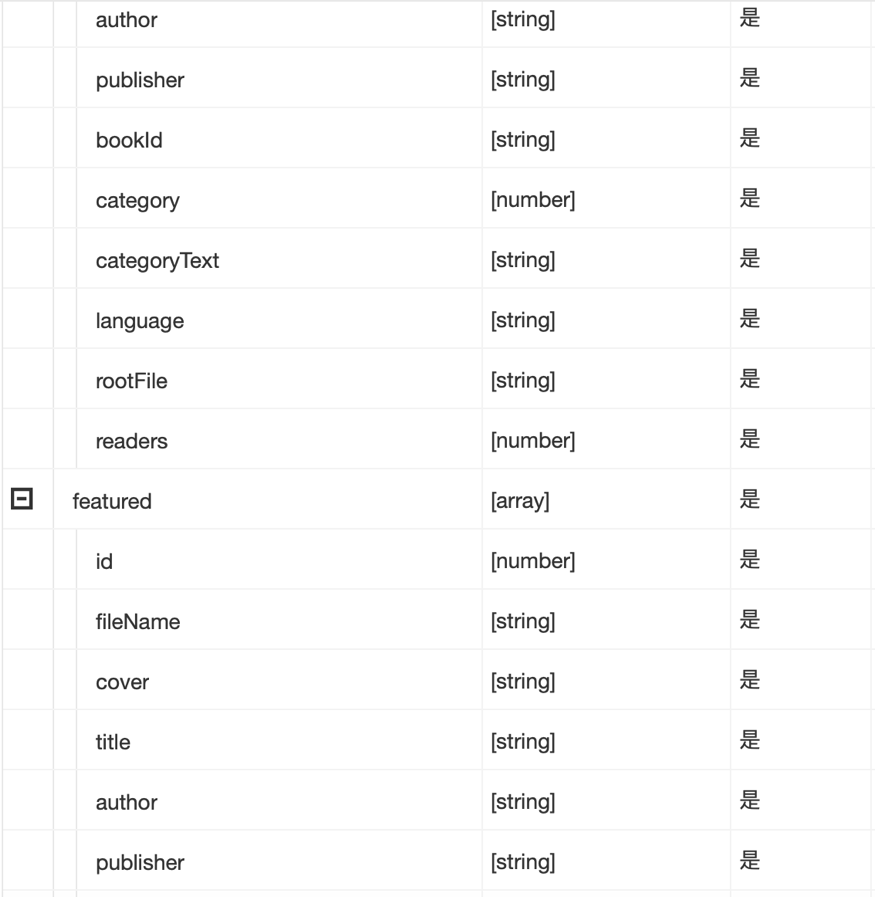 author [string] 是
publisher [string] 是
bookId [string] 是
category [number] 是
categoryText [string] 是
language [string] 是
rootFile [string] 是
readers [number] 是
featured [array] 是
id [number] 是
fileName [string] 是
cover [string] 是
title [string] 是
author [string] 是
publisher [string] 是